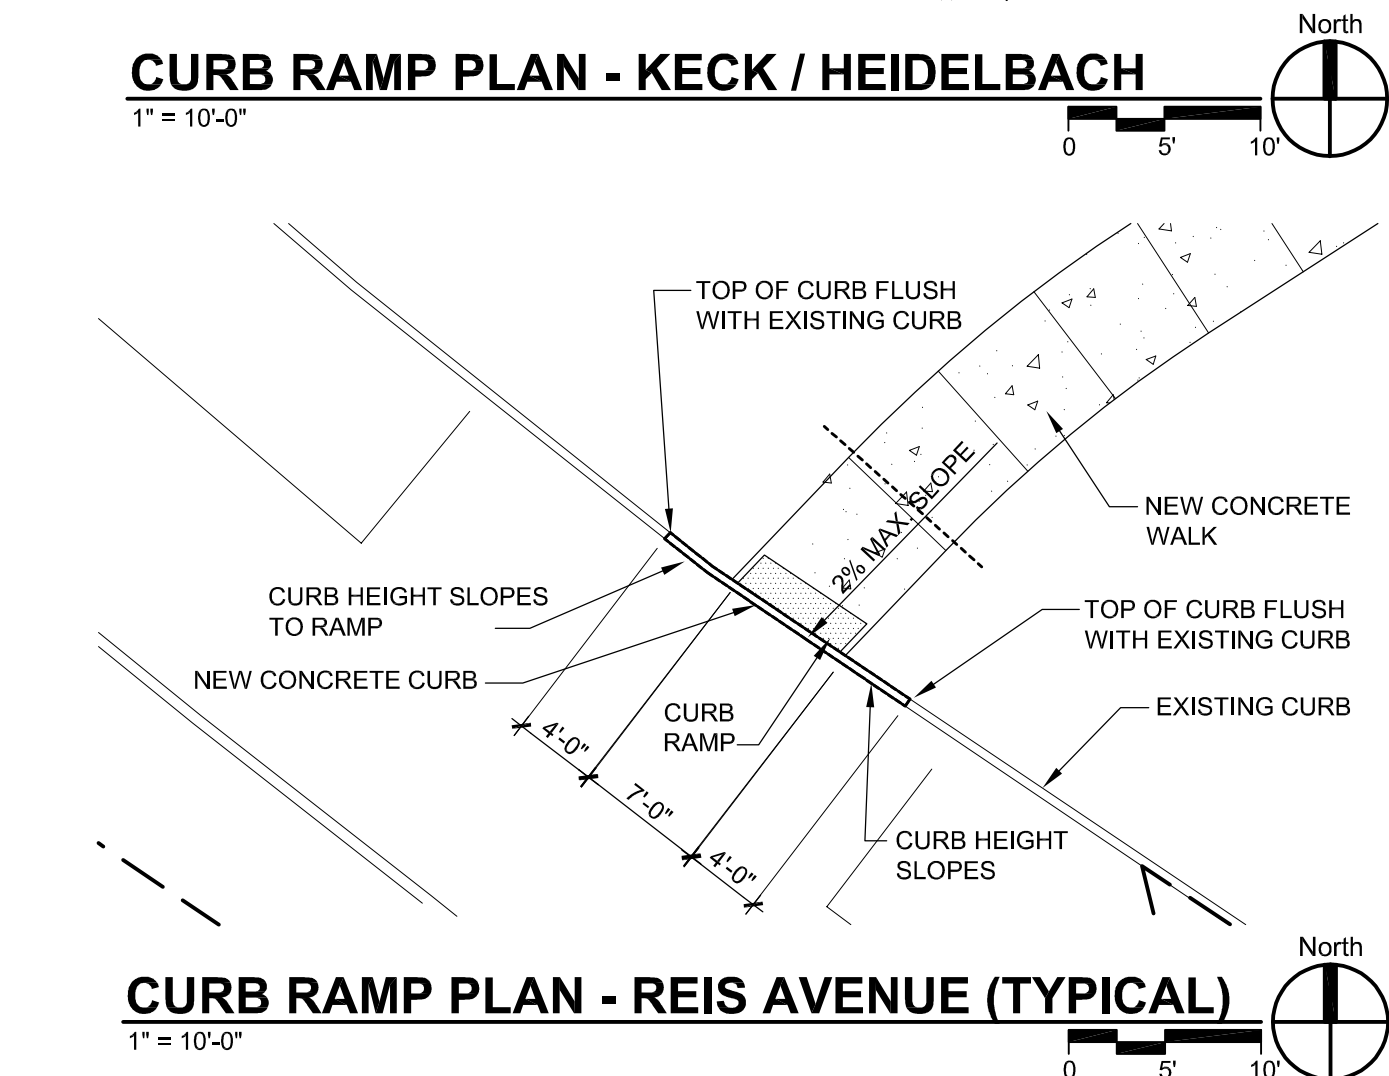 North
CURB RAMP PLAN - KECK / HEIDELBACH
1" = 10'-0"
0 5' 10'
TOP OF CURB FLUSH
WITH EXISTING CURB
2% MAX. SLOPE
NEW CONCRETE
WALK
CURB HEIGHT SLOPES
TO RAMP
TOP OF CURB FLUSH
WITH EXISTING CURB
NEW CONCRETE CURB
EXISTING CURB
CURB
RAMP
4'-0"
7'-0"
4'-0"
CURB HEIGHT
SLOPES
North
CURB RAMP PLAN - REIS AVENUE (TYPICAL)
1" = 10'-0"
0 5' 10'